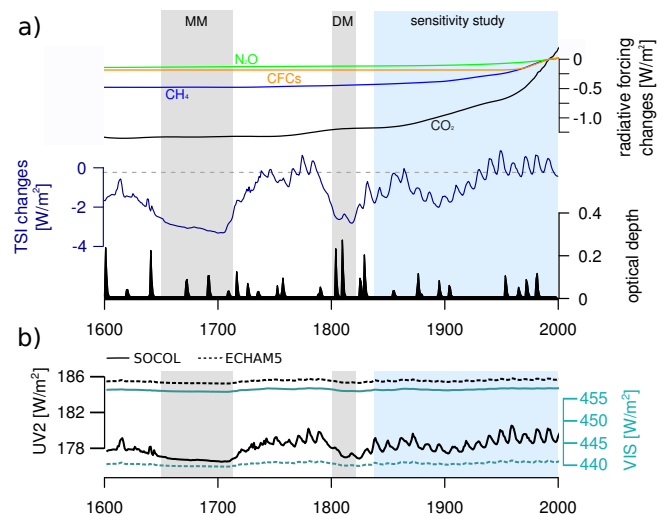 a)
MM
DM
sensitivity study
N₂O
CFCs
CH₄
CO₂
0
-0.5
-1.0
radiative forcing
changes [W/m²]
TSI changes
[W/m²]
0
-2
-4
0.4
0.2
0
optical depth
1600
1700
1800
1900
2000
b)
SOCOL
ECHAM5
UV2 [W/m²]
186
182
178
455
450
445
440
VIS [W/m²]
1600
1700
1800
1900
2000